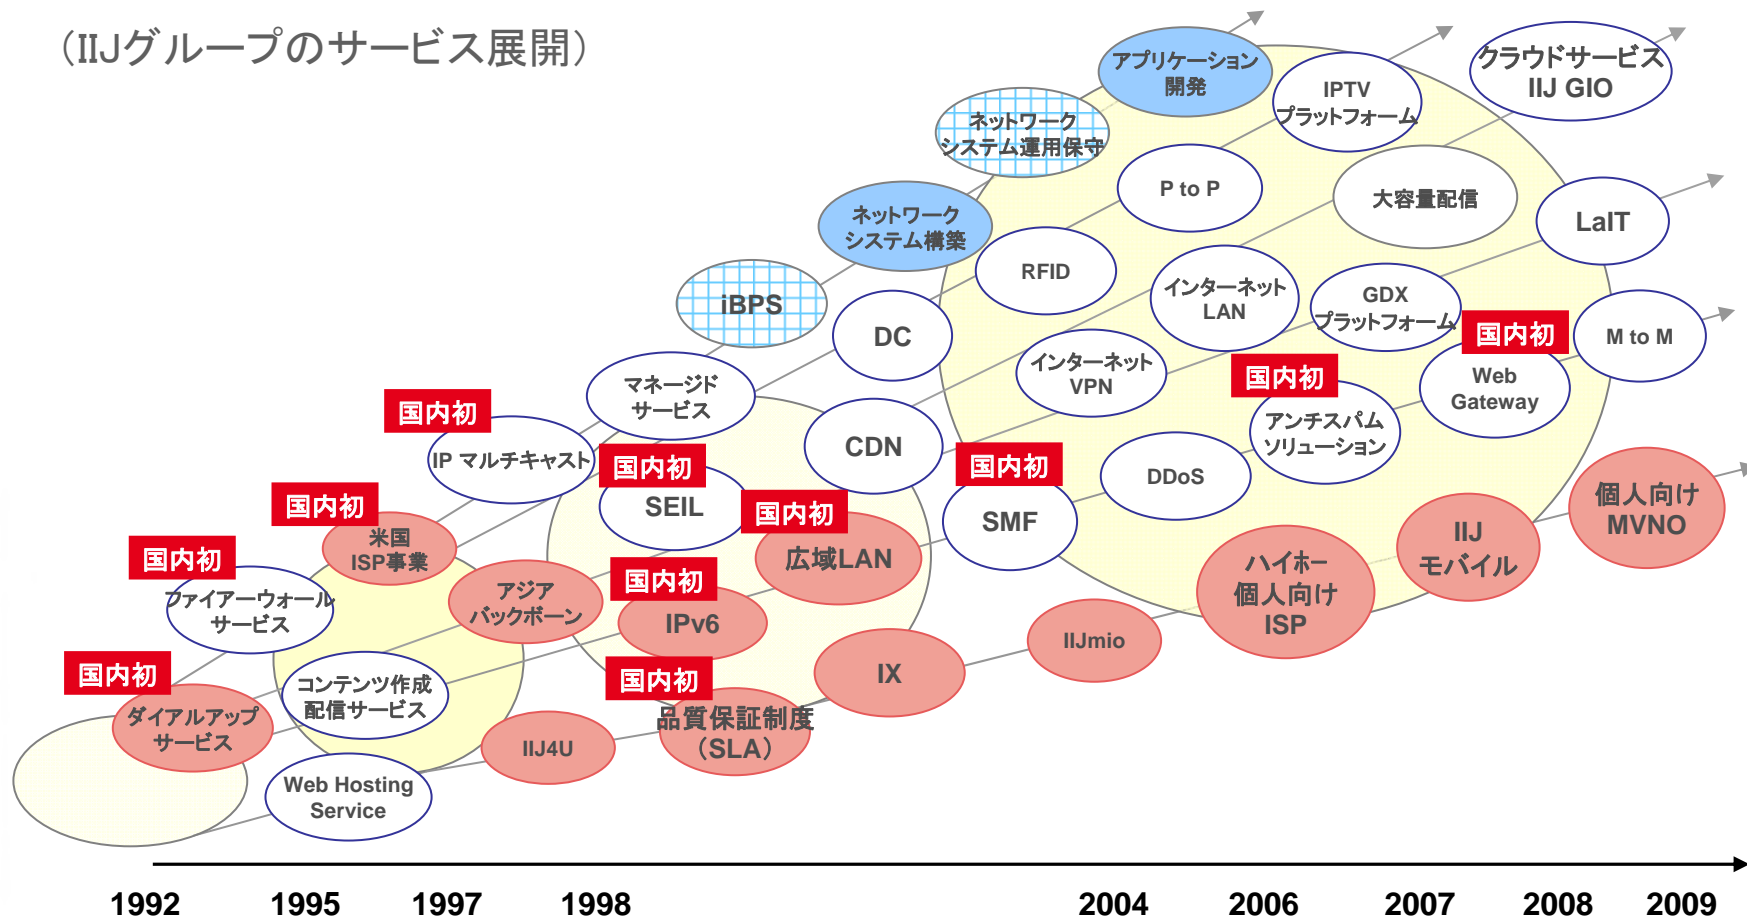 （IIJグループのサービス展開）
アプリケーション
開発
IPTV
プラットフォーム
クラウドサービス
IIJ GIO
ネットワーク
システム運用保守
P to P
大容量配信
LaIT
ネットワーク
システム構築
RFID
インターネット
LAN
GDX
プラットフォーム
iBPS
DC
国内初
M to M
インターネット
VPN
国内初
Web
Gateway
マネージド
サービス
国内初
IP マルチキャスト
CDN
アンチスパム
ソリューション
国内初
SEIL
国内初
DDoS
個人向け
MVNO
国内初
米国
ISP事業
国内初
広域LAN
SMF
IIJ
モバイル
国内初
ファイアーウォール
サービス
アジア
バックボーン
国内初
IPv6
ハイホー
個人向け
ISP
IIJmio
国内初
ダイアルアップ
サービス
コンテンツ作成
配信サービス
国内初
品質保証制度
（SLA）
IX
IIJ4U
Web Hosting
Service
1992 1995 1997 1998 2004 2006 2007 2008 2009